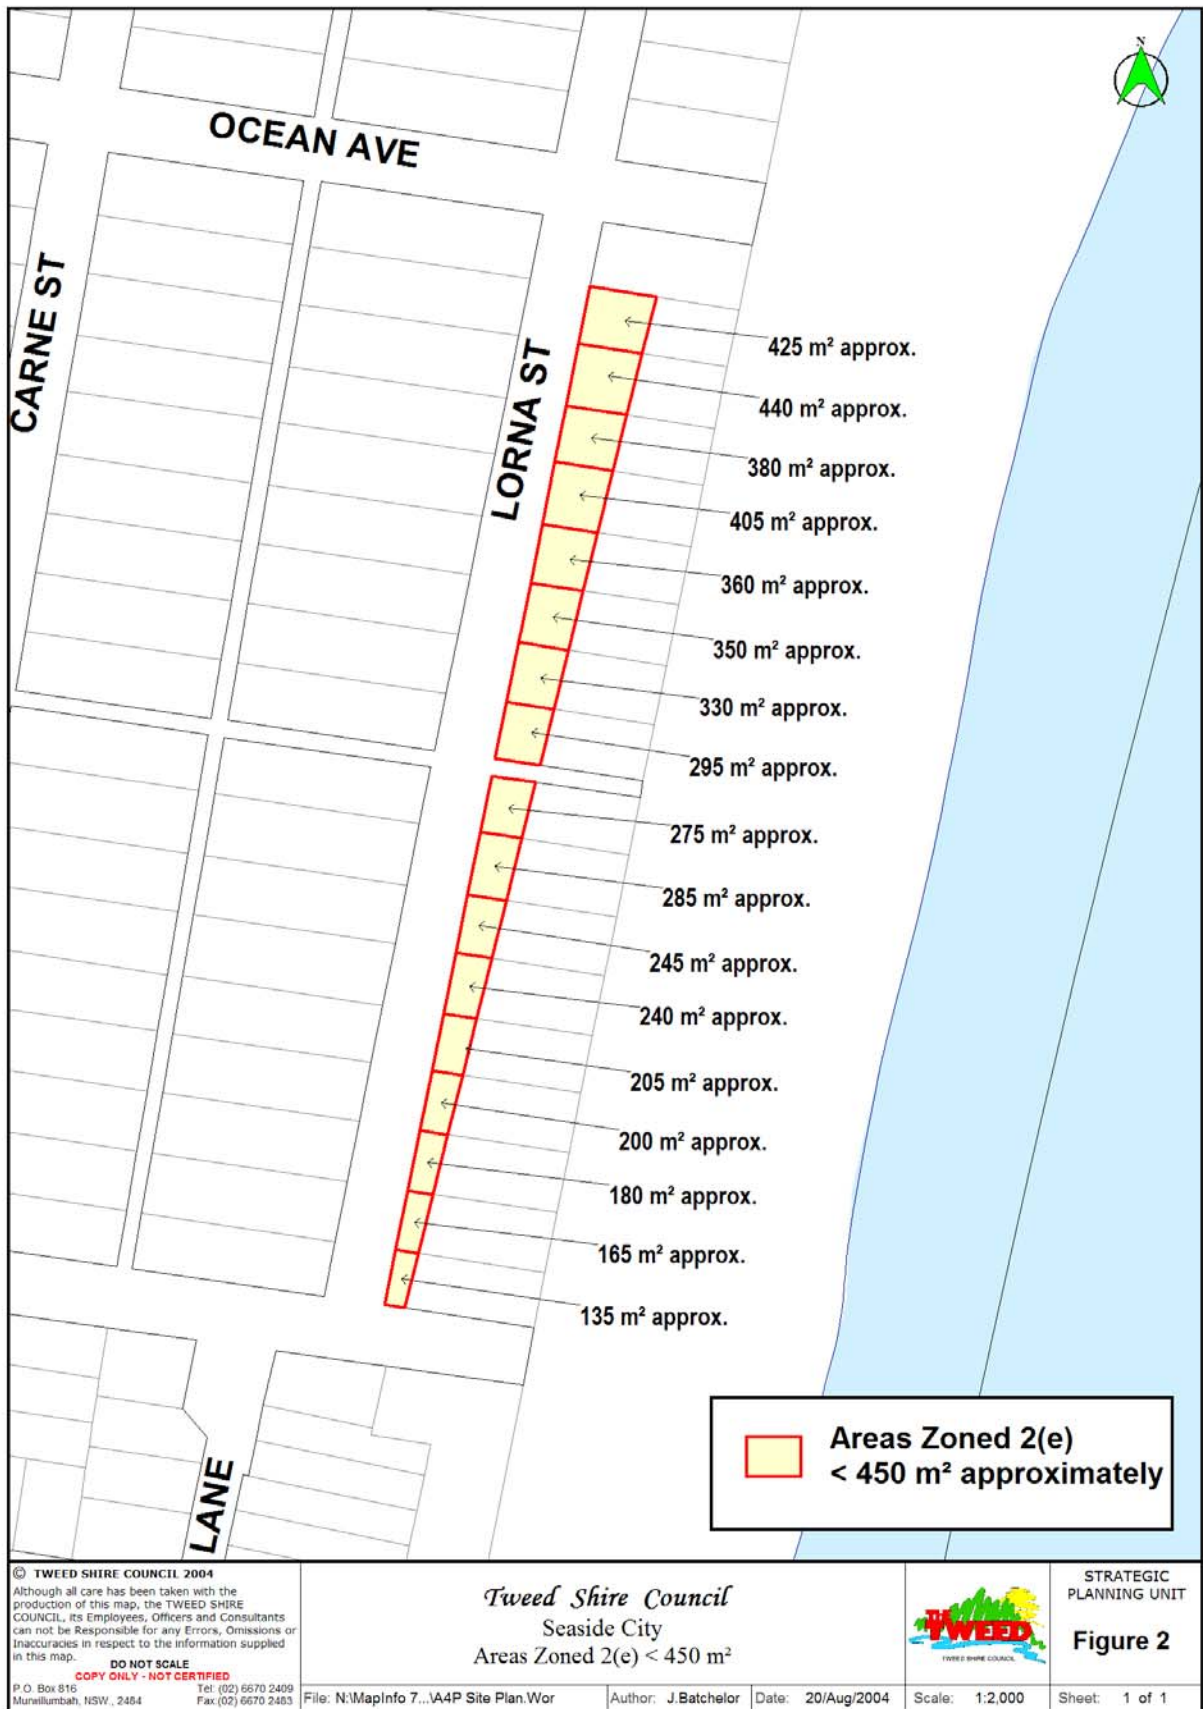 N
OCEAN AVE
CARNE ST
LORNA ST
425 m² approx.
440 m² approx.
380 m² approx.
405 m² approx.
360 m² approx.
350 m² approx.
330 m² approx.
295 m² approx.
275 m² approx.
285 m² approx.
245 m² approx.
240 m² approx.
205 m² approx.
200 m² approx.
180 m² approx.
165 m² approx.
135 m² approx.
LANE
Areas Zoned 2(e)
< 450 m² approximately
© TWEED SHIRE COUNCIL 2004
Although all care has been taken with the
production of this map, the TWEED SHIRE
COUNCIL, its Employees, Officers and Consultants
can not be Responsible for any Errors, Omissions or
Inaccuracies in respect to the information supplied
in this map.
DO NOT SCALE
COPY ONLY - NOT CERTIFIED
P.O. Box 816 Tel: (02) 6670 2409
Murwillumbah, NSW., 2484 Fax:(02) 6670 2483
Tweed Shire Council
Seaside City
Areas Zoned 2(e) < 450 m²
File: N:\MapInfo 7...\A4P Site Plan.Wor
Author: J.Batchelor
Date: 20/Aug/2004
THE
TWEED
TWEED SHIRE COUNCIL
Scale: 1:2,000
STRATEGIC
PLANNING UNIT
Figure 2
Sheet: 1 of 1